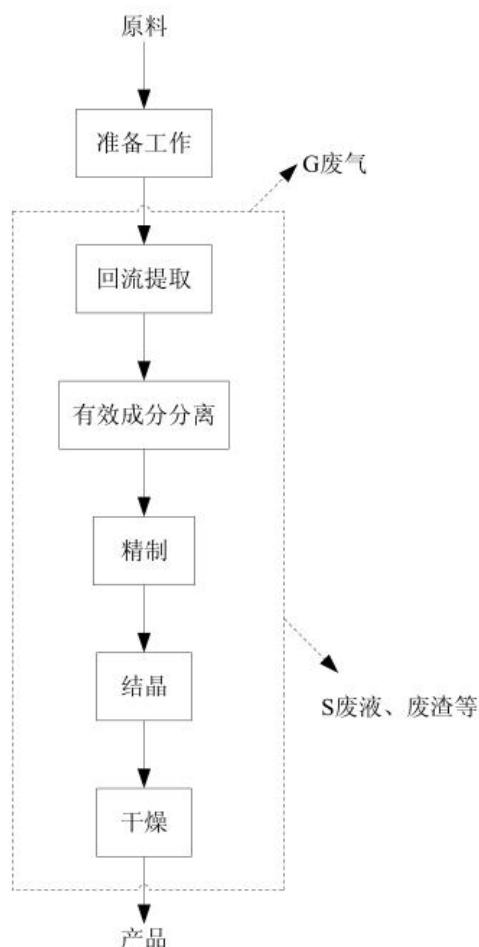 原料
准备工作
G废气
回流提取
有效成分分离
精制
结晶
S废液、废渣等
干燥
产品